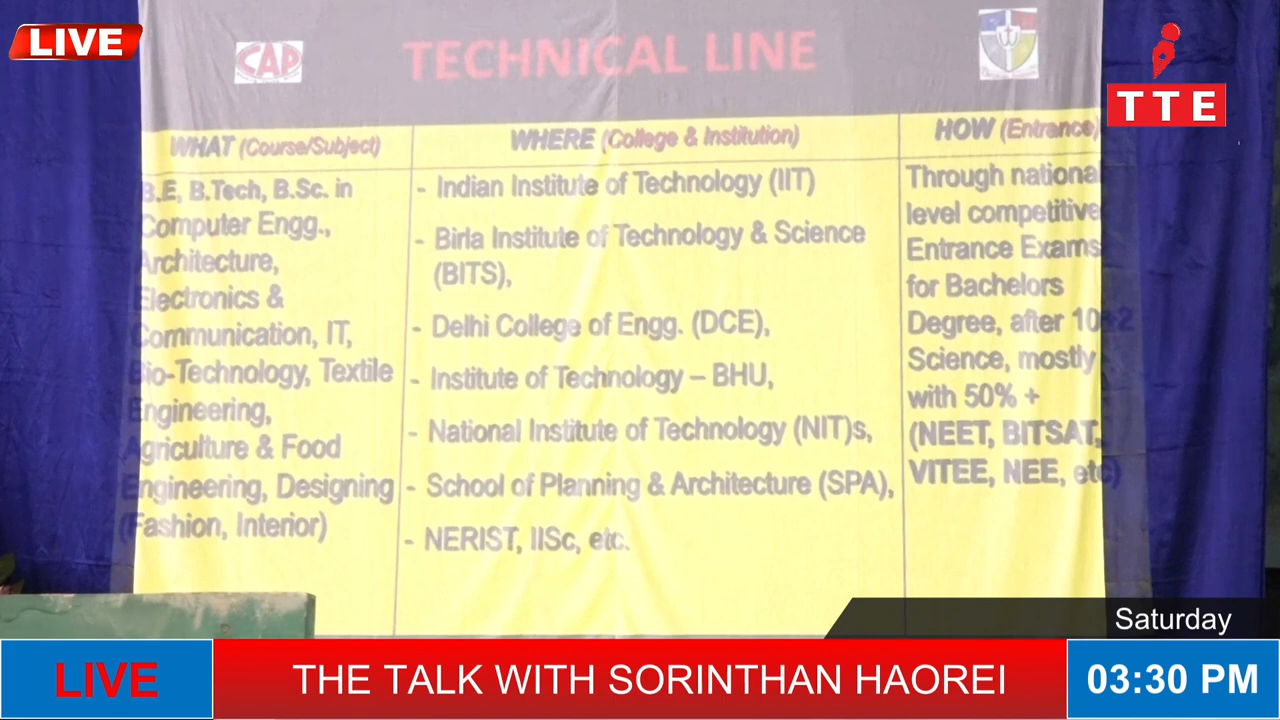 LIVE
CAP
TECHNICAL LINE
TTE
WHAT (Course/Subject)
B.E, B.Tech, B.Sc. in
Computer Engg.,
Architecture,
Electronics &
Communication, IT,
Bio-Technology, Textile
Engineering,
Agriculture & Food
Engineering, Designing
(Fashion, Interior)
WHERE (College & Institution)
- Indian Institute of Technology (IIT)
- Birla Institute of Technology & Science
(BITS),
- Delhi College of Engg. (DCE),
- Institute of Technology – BHU,
- National Institute of Technology (NIT)s,
- School of Planning & Architecture (SPA),
- NERIST, IISc, etc.
HOW (Entrance)
Through national
level competitive
Entrance Exams
for Bachelors
Degree, after 10+2
Science, mostly
with 50% +
(NEET, BITSAT,
VITEE, NEE, etc)
Saturday
LIVE
THE TALK WITH SORINTHAN HAOREI
03:30 PM